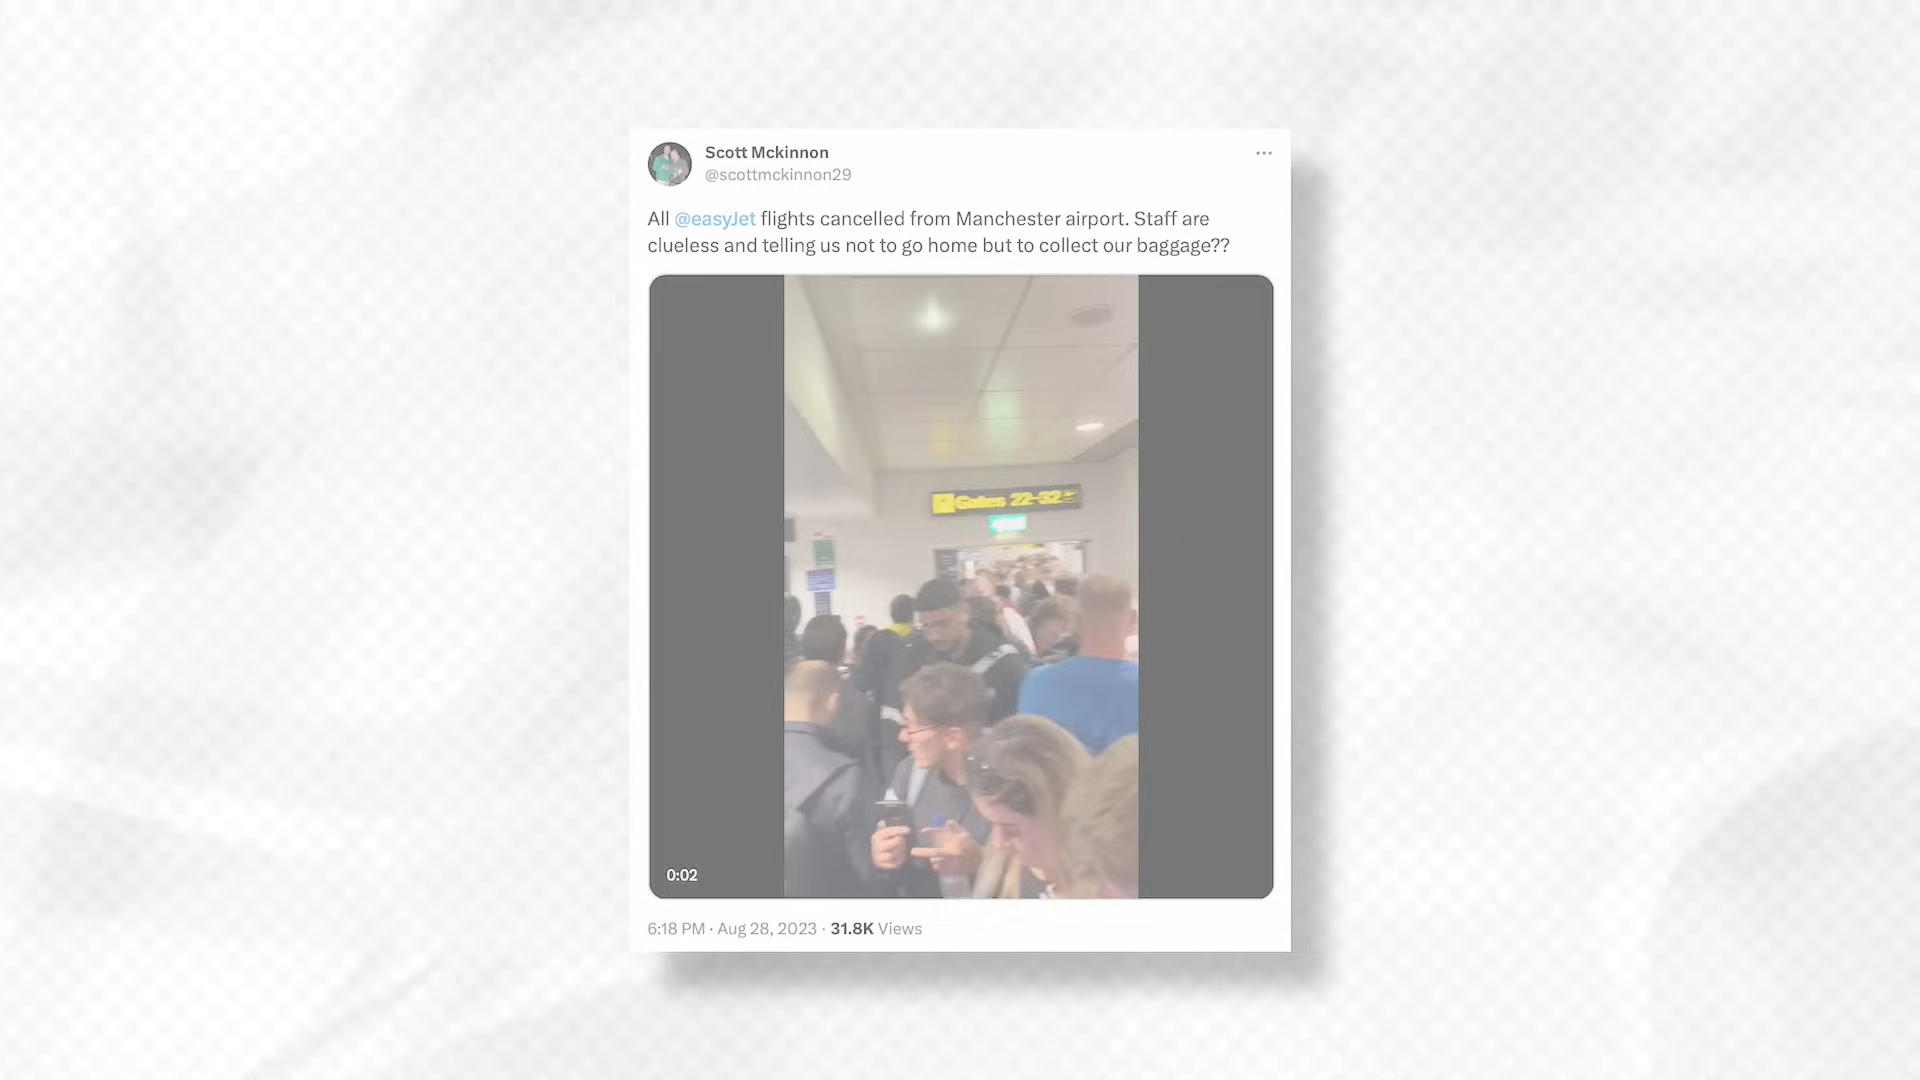 Scott Mckinnon
@scottmckinnon29
All @easyJet flights cancelled from Manchester airport. Staff are
clueless and telling us not to go home but to collect our baggage??
Gates 22-32
0:02
6:18 PM · Aug 28, 2023 · 31.8K Views